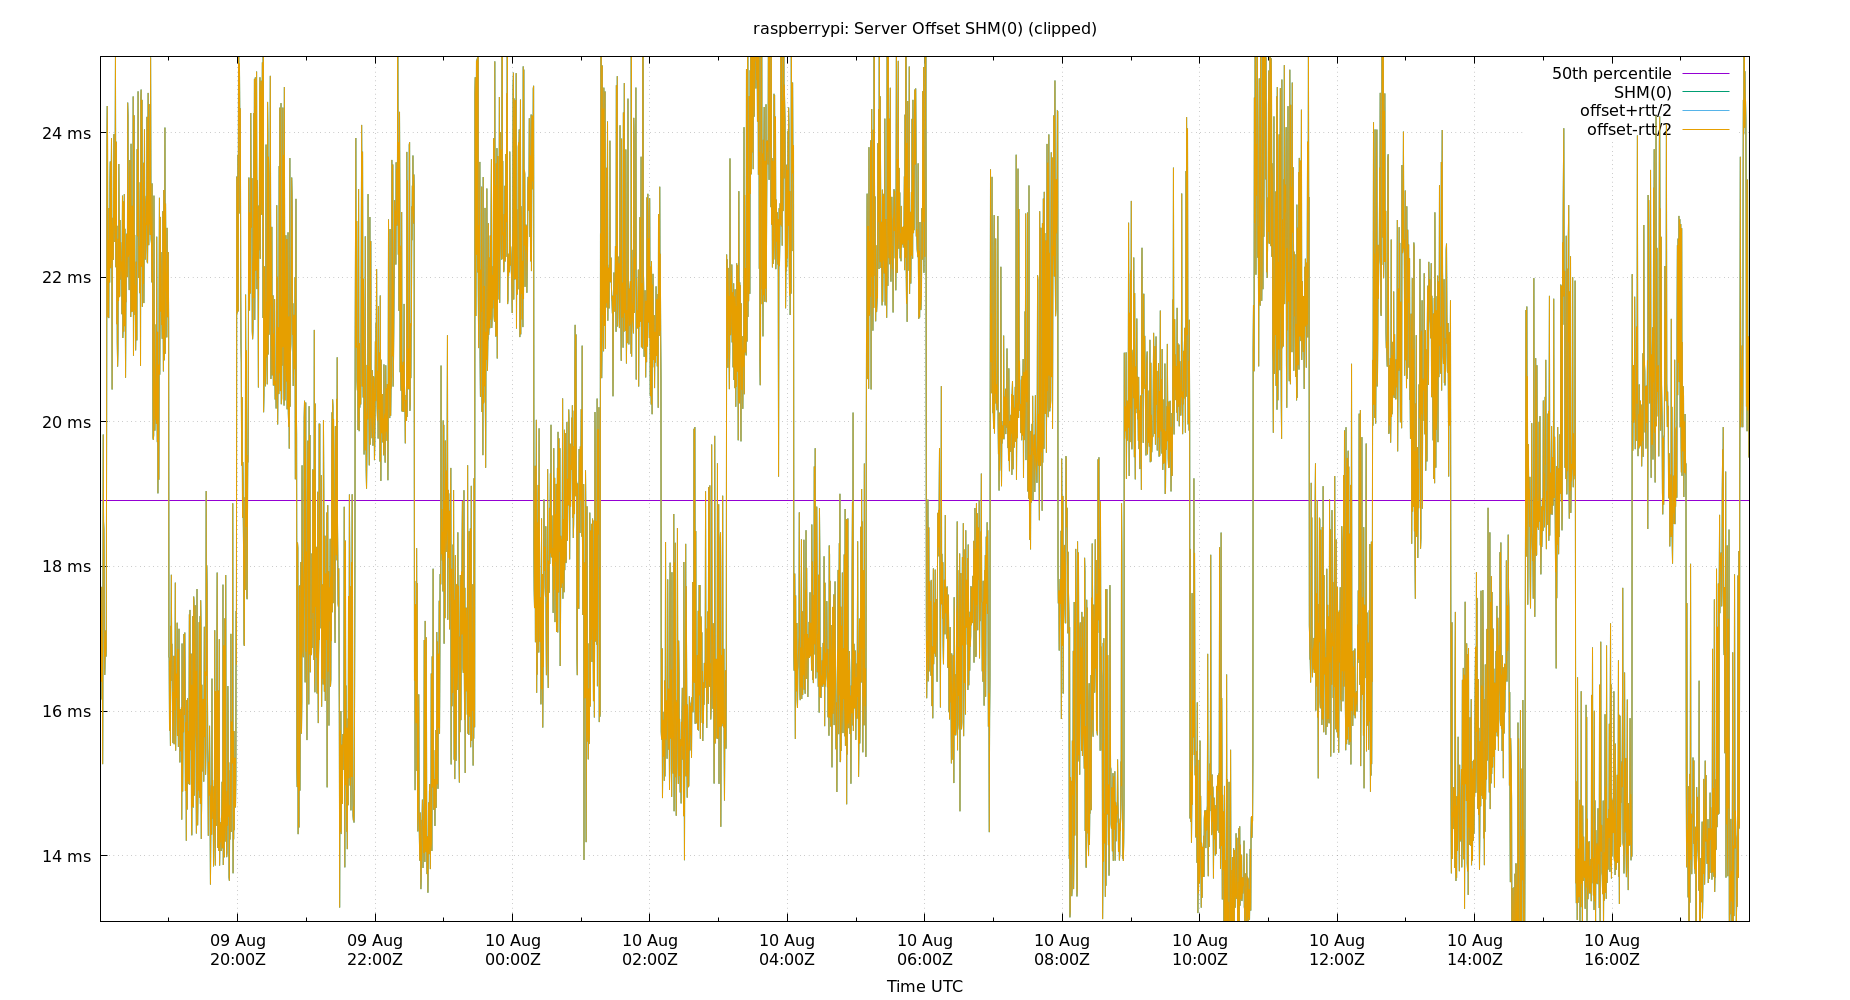 raspberrypi: Server Offset SHM(0) (clipped)
50th percentile
SHM(0)
offset+rtt/2
offset-rtt/2
24 ms
22 ms
20 ms
18 ms
16 ms
14 ms
09 Aug 09 Aug 10 Aug 10 Aug 10 Aug 10 Aug 10 Aug 10 Aug 10 Aug 10 Aug 10 Aug
20:00Z 22:00Z 00:00Z 02:00Z 04:00Z 06:00Z 08:00Z 10:00Z 12:00Z 14:00Z 16:00Z
Time UTC